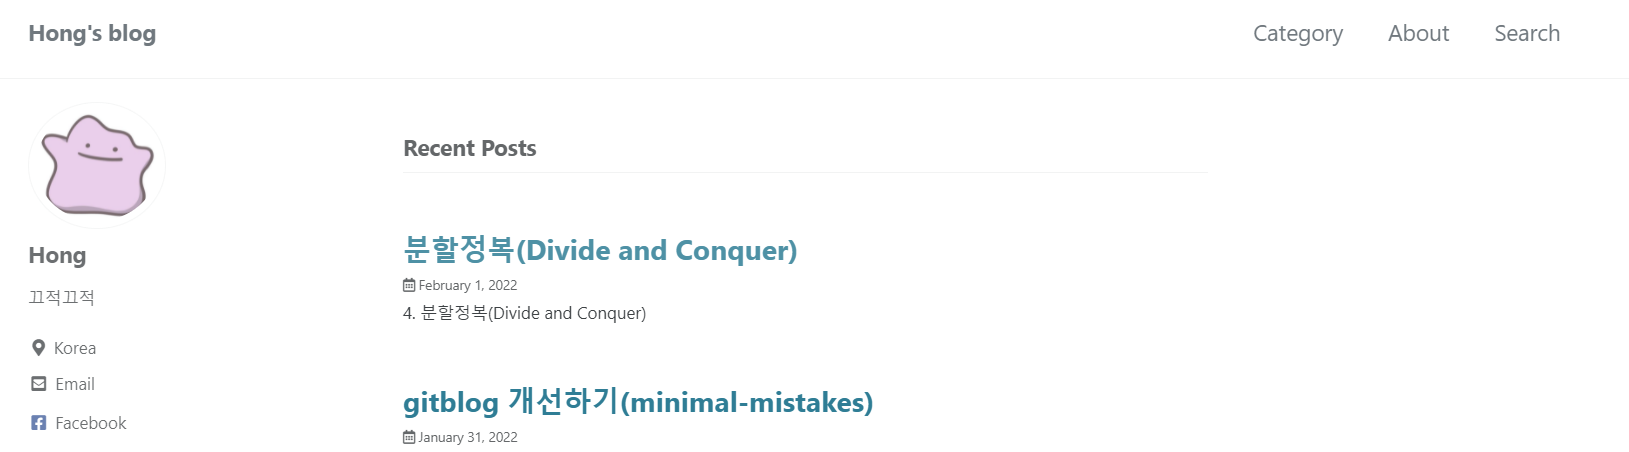 Hong's blog
Category About Search
Hong
끄적끄적
Korea
Email
Facebook
Recent Posts
분할정복(Divide and Conquer)
February 1, 2022
4. 분할정복(Divide and Conquer)
gitblog 개선하기(minimal-mistakes)
January 31, 2022